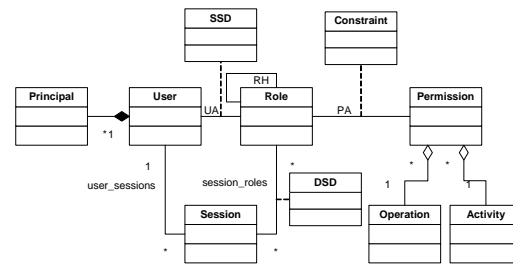 SSD
Constraint
Principal
User
RH
Role
Permission
UA
PA
*
1
1
user_sessions
session_roles
*
DSD
*
*
1
1
Session
Operation
Activity
*
*